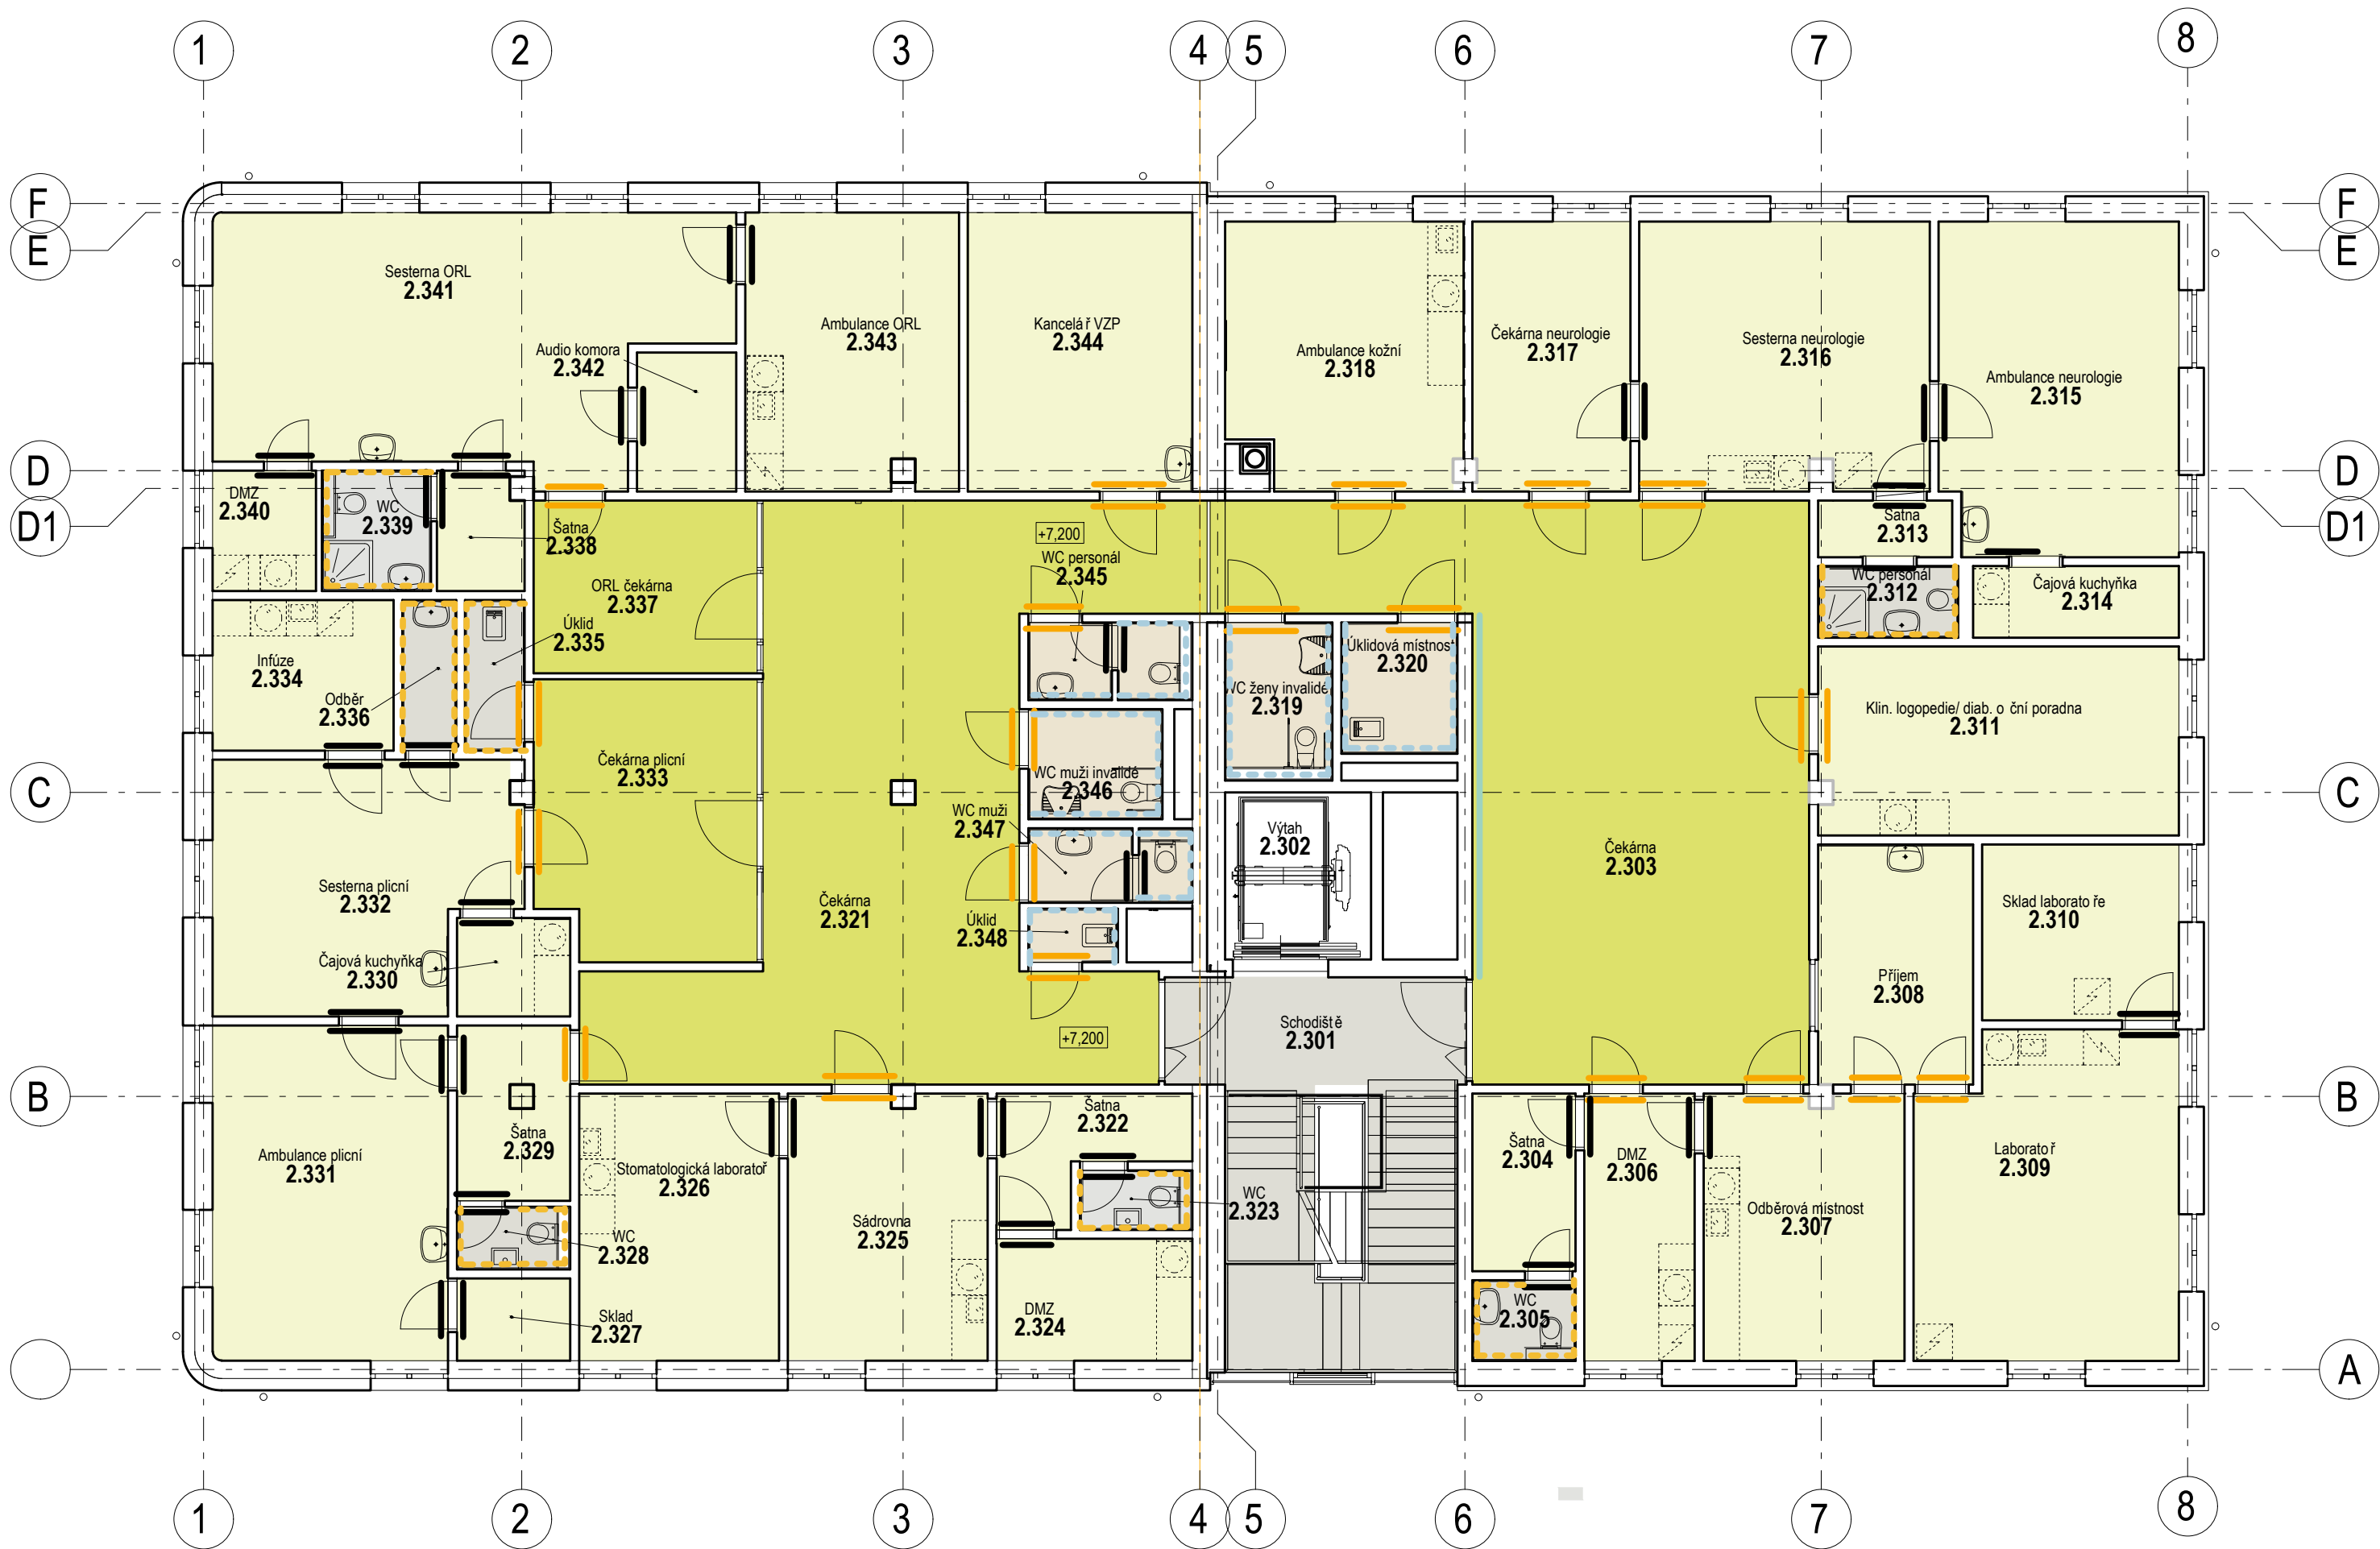 1
2
3
4
5
6
7
8
F
E
F
E
Sesterna ORL
2.341
Audio komora
2.342
Ambulance ORL
2.343
Kancelář VZP
2.344
Ambulance kožní
2.318
Čekárna neurologie
2.317
Sesterna neurologie
2.316
Ambulance neurologie
2.315
D
D1
D
D1
DMZ
2.340
WC
2.339
Šatna
2.338
ORL čekárna
2.337
+7,200
WC personál
2.345
Šatna
2.313
WC personál
2.312
Čajová kuchyňka
2.314
Infúze
2.334
Odběr
2.336
Úklid
2.335
Čekárna plicní
2.333
WC ženy invalidé
2.319
Úklidová místnost
2.320
Klin. logopedie/ diab. o ční poradna
2.311
C
C
WC muži invalidé
2.346
WC muži
2.347
Výtah
2.302
Čekárna
2.303
Sesterna plicní
2.332
Čekárna
2.321
Úklid
2.348
Sklad laborato ře
2.310
Čajová kuchyňka
2.330
Příjem
2.308
Schodiště
2.301
+7,200
B
B
Ambulance plicní
2.331
Šatna
2.329
Stomatologická laboratoř
2.326
Šatna
2.322
Šatna
2.304
DMZ
2.306
Laborato ř
2.309
WC
2.328
Sádrovna
2.325
WC
2.323
Odběrová místnost
2.307
Sklad
2.327
DMZ
2.324
WC
2.305
A
1
2
3
4
5
6
7
8